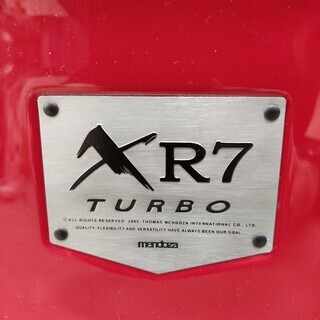 XR7
TURBO
© ALL RIGHTS RESERVED 2005 THOMAS MENDOZA INTERNATIONAL CO. LTD.
QUALITY, FLEXIBILITY AND VERSATILITY HAVE ALWAYS BEEN OUR GOAL.
mendoza